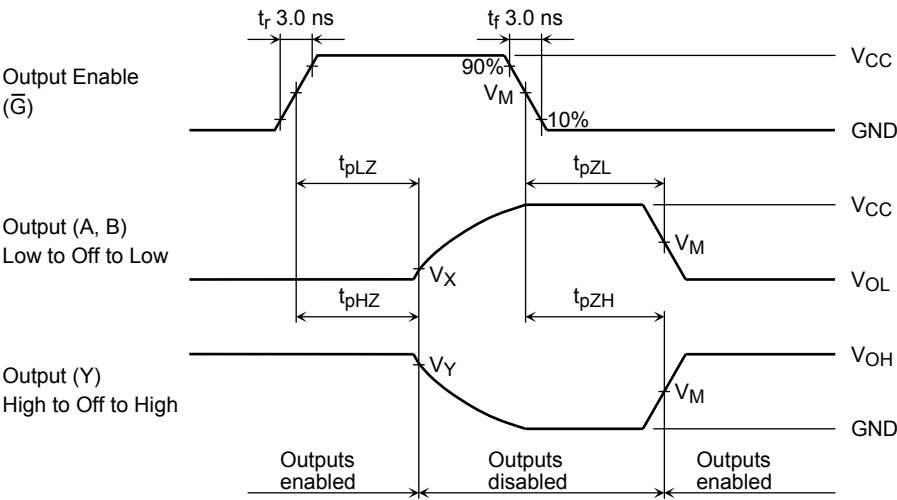 tr 3.0 ns
tf 3.0 ns
Output Enable
(G̅)
90%
VM
10%
VCC
GND
tpLZ
tpZL
Output (A, B)
Low to Off to Low
VX
VM
VCC
VOL
tpHZ
tpZH
Output (Y)
High to Off to High
VY
VM
VOH
GND
Outputs
enabled
Outputs
disabled
Outputs
enabled